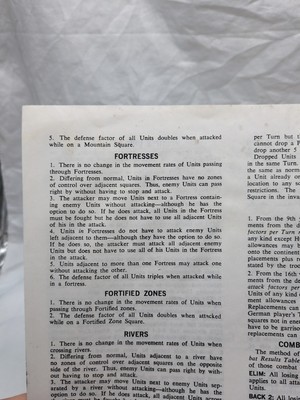 5. The defense factor of all Units doubles when attacked
while on a Mountain Square.
FORTRESSES
1. There is no change in the movement rates of Units passing
through Fortresses.
2. Differing from normal, Units in Fortresses have no zones
of control over adjacent squares. Thus, enemy Units can pass
right by without having to stop and attack.
3. The attacker may move Units next to a Fortress contain-
ing enemy Units without attacking—although he has the
option to do so. If he does attack, all Units in the Fortress
must be fought but he does not have to use all adjacent Units
of his in the attack.
4. Units in Fortresses do not have to attack enemy Units
left adjacent to them—although they have the option to do so.
If he does so, the attacker must attack all adjacent enemy
Units but does not have to use all of his Units in the Fortress
in the attack.
5. Units adjacent to more than one Fortress may attack one
without attacking the other.
6. The defense factor of all Units triples when attacked while
in a fortress.
FORTIFIED ZONES
1. There is no change in the movement rates of Units when
passing through Fortified zones.
2. The defense factor of all Units doubles when attacked
while on a Fortified Zone Square.
RIVERS
1. There is no change in the movement rates of Units when
crossing rivers.
2. Differing from normal, Units adjacent to a river have
no zones of control over adjacent squares on the opposite
side of the river. Thus, enemy Units can pass right by with-
out having to stop and attack.
3. The attacker may move Units next to enemy Units sep-
arated by a river without attacking—although he has the
option to do so. If he does attack, all Units
per Turn but t
cannot drop a P
drop another 5
Dropped Units
in the same Turn.
the same as norm
a Unit already or
location to any s
restrictions. The
Square in the inva
1. From the 9th
ments from the d
factors per Turn
any kind except H
allowances may b
onto the continent
placements plus r
stated by the troo
2. From the 16th
ments from the de
attack factors per
Units of any kind e
ment allowances
Replacements can
German player's T
squares not in ene
have to be garriso
replacements can
COMB
The method of
bat Results Table
of those combat
ELIM: All losing
applies to all atta
Units.
BACK 2: All losing